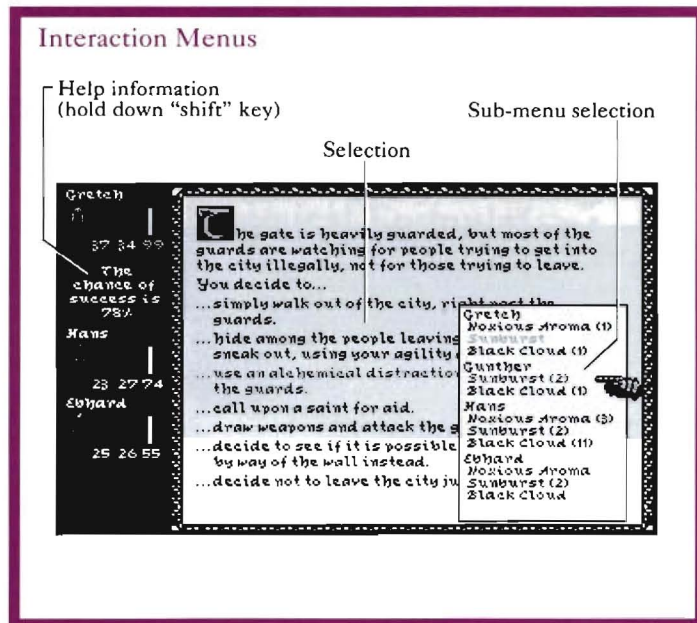 Interaction Menus
Help information
(hold down “shift” key)
Sub-menu selection
Selection
Gretch
37 34 99
The
chance of
success is
78%
Hans
23 27 74
Ebhard
25 26 55
The gate is heavily guarded, but most of the
guards are watching for people trying to get into
the city illegally, not for those trying to leave.
You decide to...
...simply walk out of the city, right past the
guards.
...hide among the people leaving
sneak out, using your agility
...use an alchemical distraction
the guards.
...call upon a saint for aid.
...draw weapons and attack the g
...decide to see if it is possible
by way of the wall instead.
...decide not to leave the city ju
Gretch
Noxious Aroma (1)
Sunburst
Black Cloud (1)
Gunther
Sunburst (2)
Black Cloud (1)
Hans
Noxious Aroma (3)
Sunburst (2)
Black Cloud (11)
Ebhard
Noxious Aroma
Sunburst (2)
Black Cloud